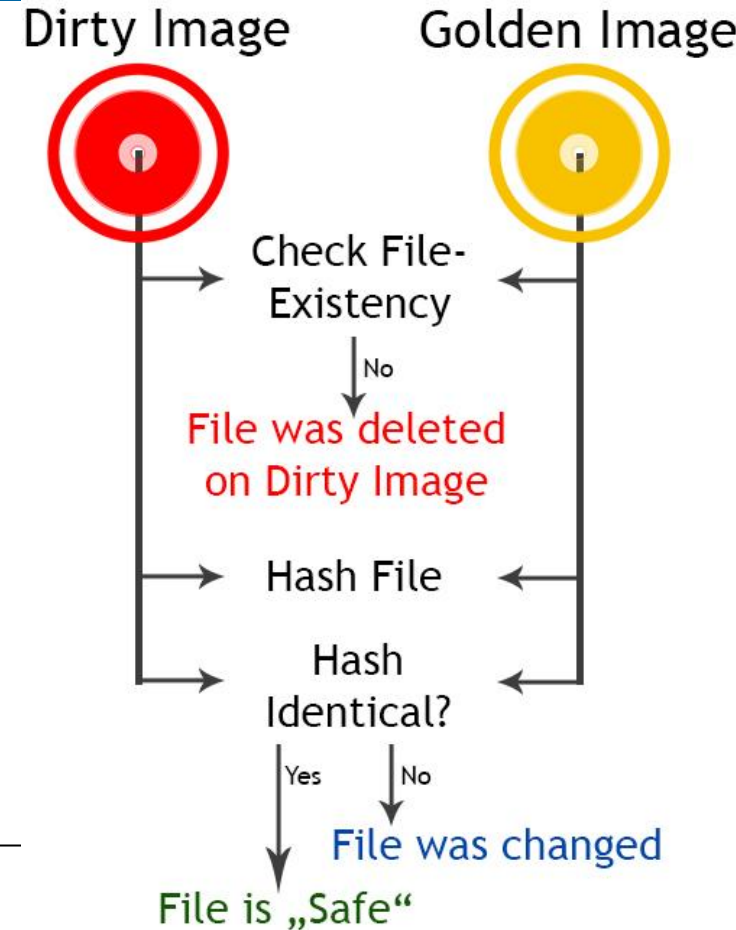 Dirty Image
Golden Image
Check File-
Existency
No
File was deleted
on Dirty Image
Hash File
Hash
Identical?
Yes
No
File was changed
File is „Safe“